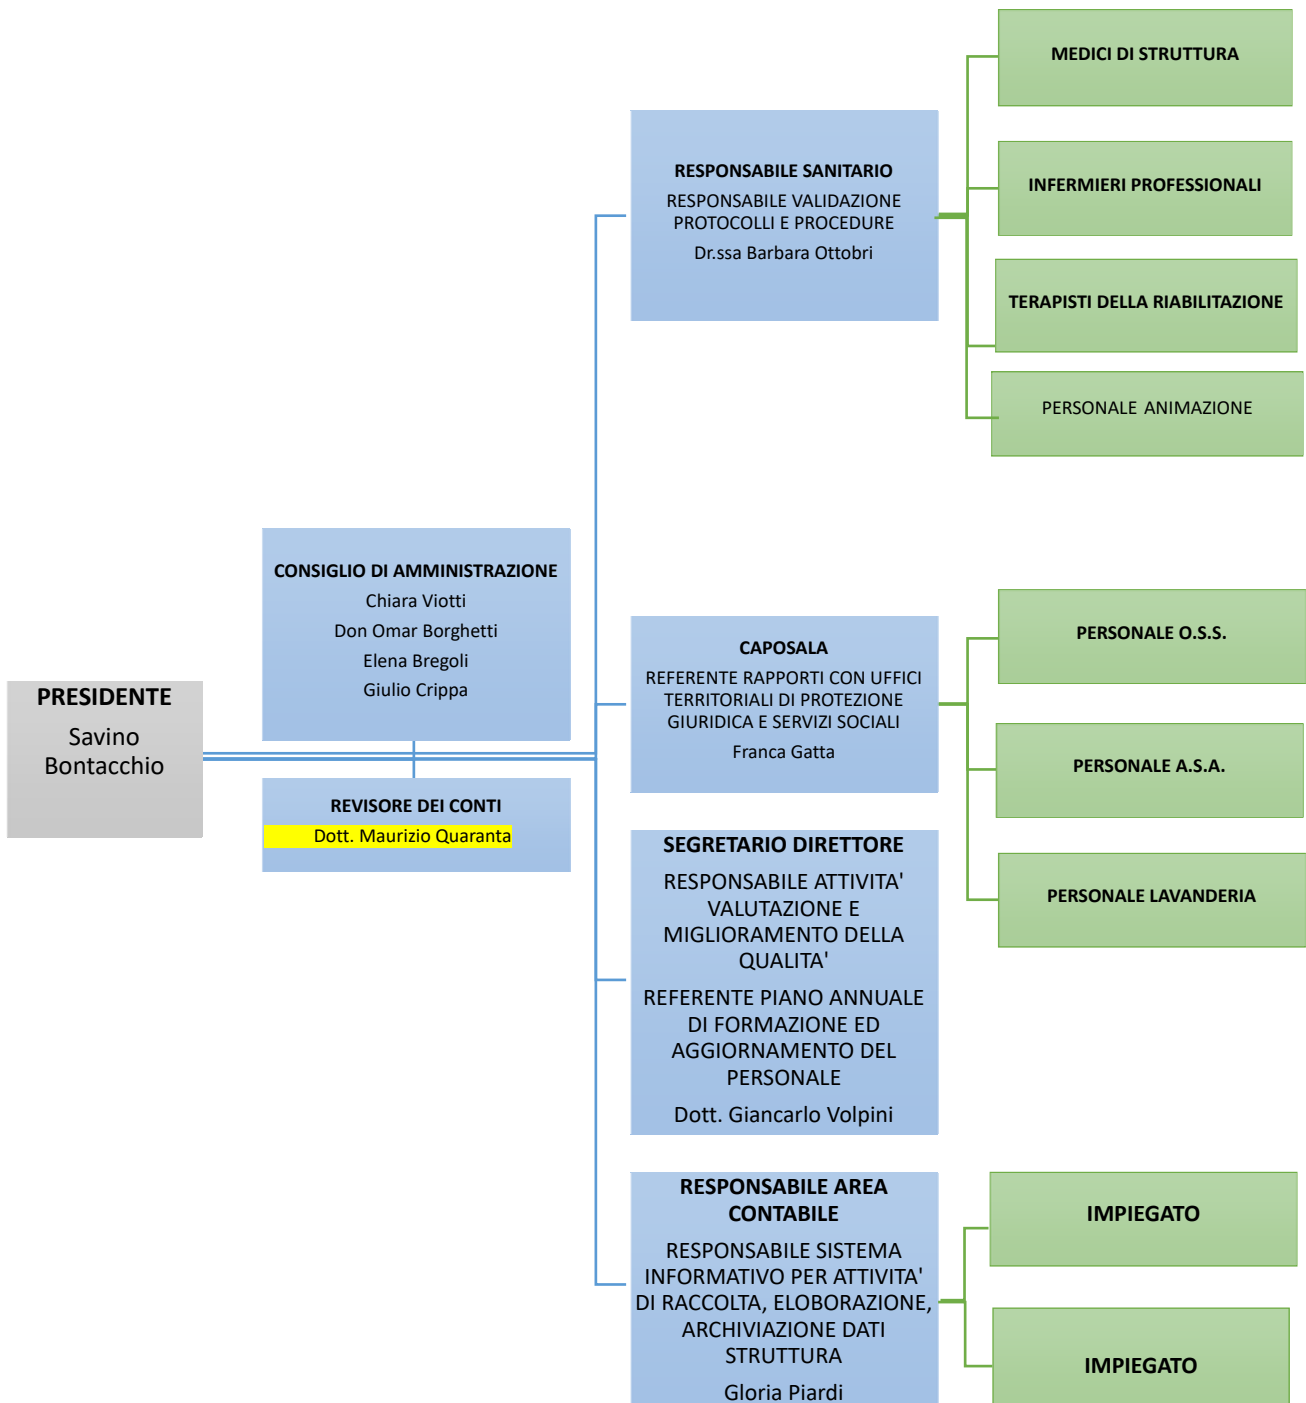 PRESIDENTE
Savino
Bontacchio
CONSIGLIO DI AMMINISTRAZIONE
Chiara Viotti
Don Omar Borghetti
Elena Bregoli
Giulio Crippa
REVISORE DEI CONTI
Dott. Maurizio Quaranta
RESPONSABILE SANITARIO
RESPONSABILE VALIDAZIONE
PROTOCOLLI E PROCEDURE
Dr.ssa Barbara Ottobri
MEDICI DI STRUTTURA
INFERMIERI PROFESSIONALI
TERAPISTI DELLA RIABILITAZIONE
PERSONALE ANIMAZIONE
CAPOSALA
REFERENTE RAPPORTI CON UFFICI
TERRITORIALI DI PROTEZIONE
GIURIDICA E SERVIZI SOCIALI
Franca Gatta
PERSONALE O.S.S.
PERSONALE A.S.A.
PERSONALE LAVANDERIA
SEGRETARIO DIRETTORE
RESPONSABILE ATTIVITA'
VALUTAZIONE E
MIGLIORAMENTO DELLA
QUALITA'
REFERENTE PIANO ANNUALE
DI FORMAZIONE ED
AGGIORNAMENTO DEL
PERSONALE
Dott. Giancarlo Volpini
RESPONSABILE AREA
CONTABILE
RESPONSABILE SISTEMA
INFORMATIVO PER ATTIVITA'
DI RACCOLTA, ELOBORAZIONE,
ARCHIVIAZIONE DATI
STRUTTURA
Gloria Piardi
IMPIEGATO
IMPIEGATO